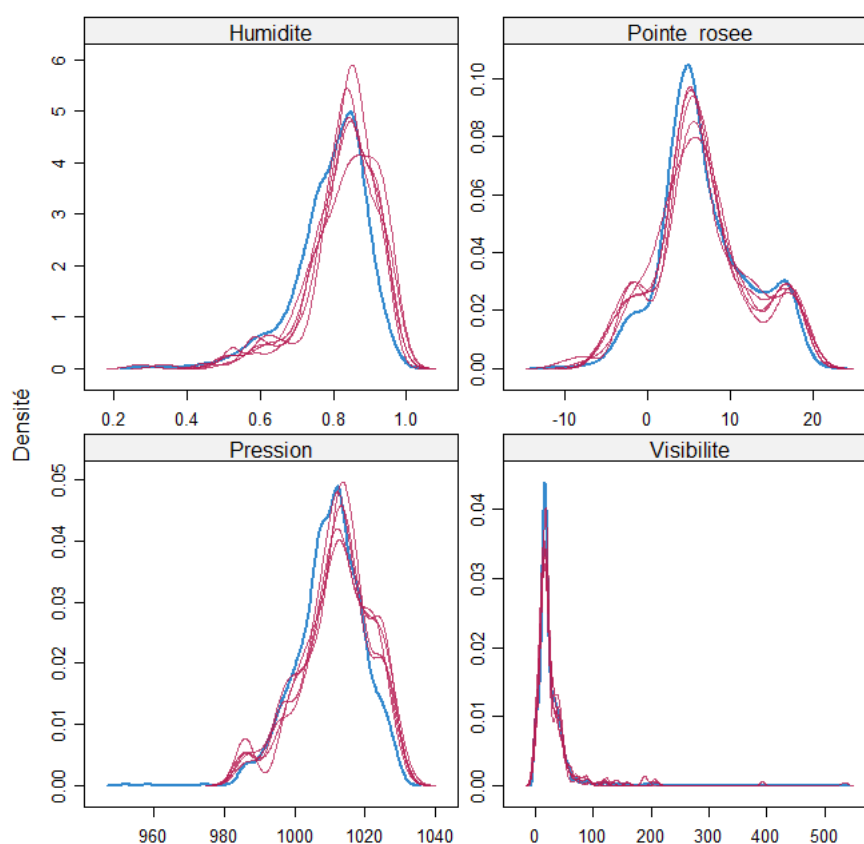 Humidite
Pointe rosee
0 1 2 3 4 5 6
0.00 0.02 0.04 0.06 0.08 0.10
0.2 0.4 0.6 0.8 1.0
-10 0 10 20
Densité
Pression
Visibilite
0.00 0.01 0.02 0.03 0.04 0.05
0.00 0.01 0.02 0.03 0.04
960 980 1000 1020 1040
0 100 200 300 400 500